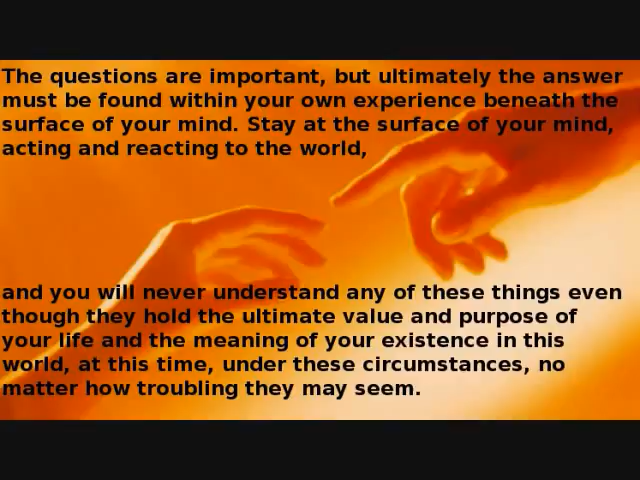 The questions are important, but ultimately the answer
must be found within your own experience beneath the
surface of your mind. Stay at the surface of your mind,
acting and reacting to the world,
and you will never understand any of these things even
though they hold the ultimate value and purpose of
your life and the meaning of your existence in this
world, at this time, under these circumstances, no
matter how troubling they may seem.